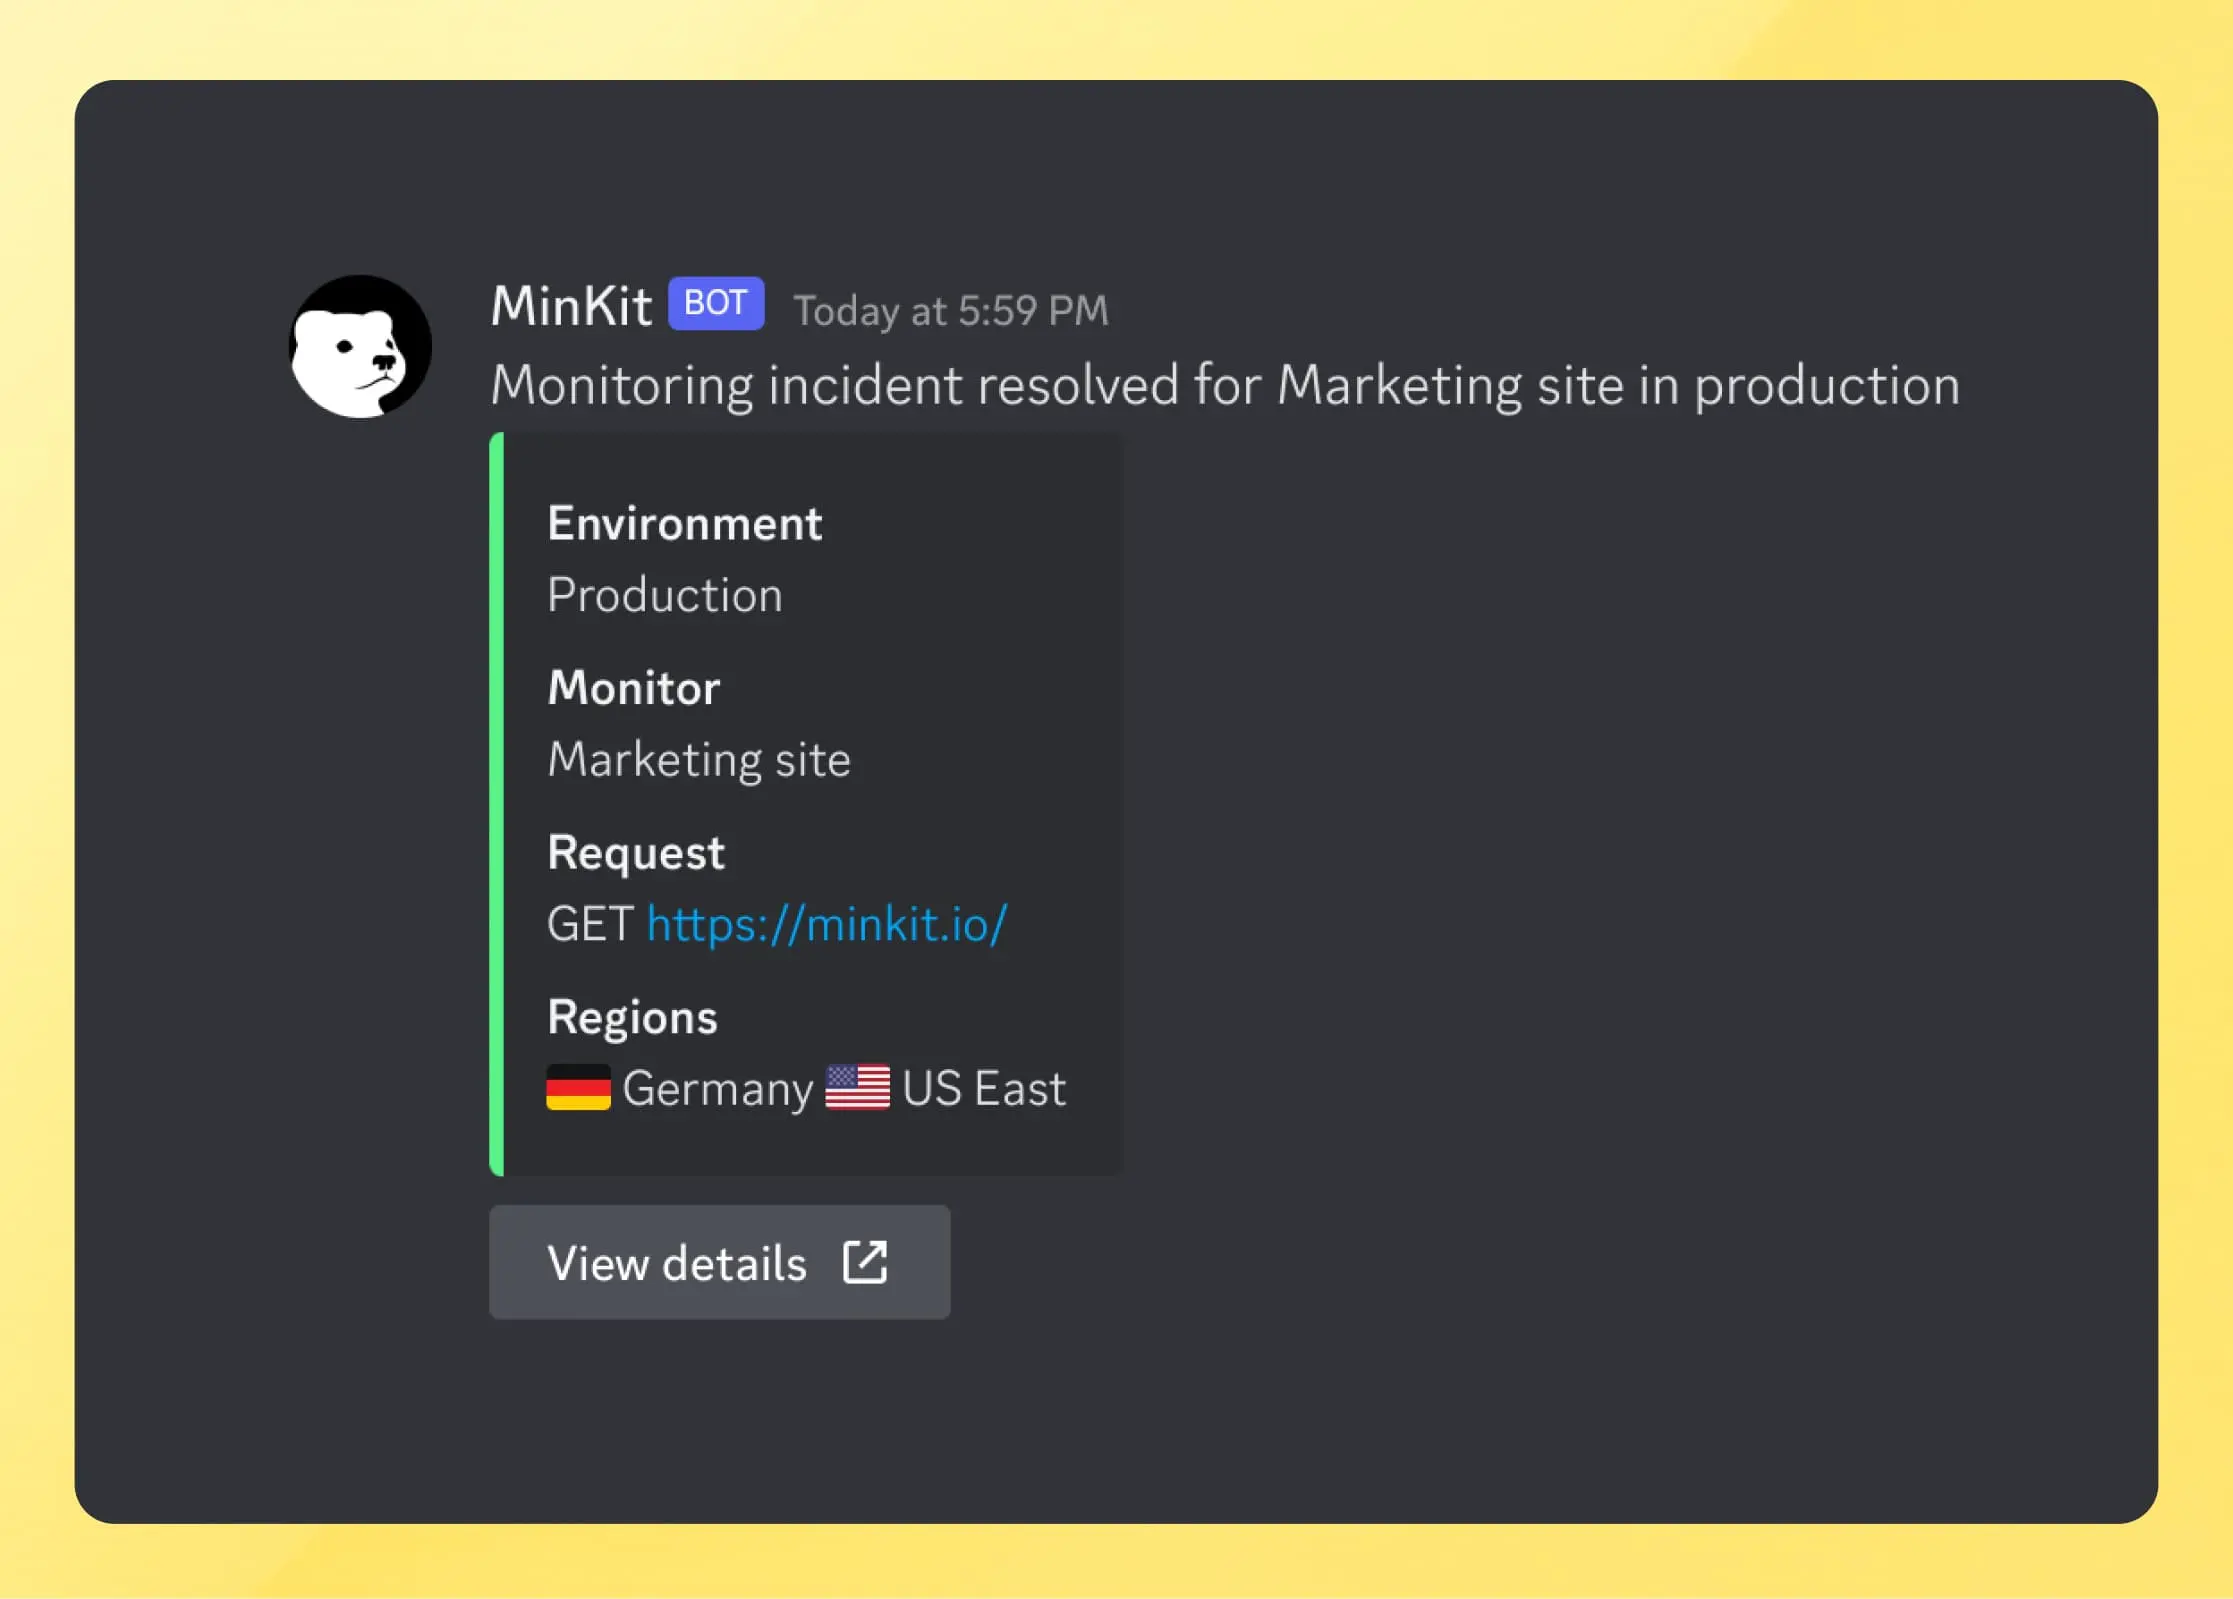 MinKit BOT Today at 5:59 PM
Monitoring incident resolved for Marketing site in production
Environment
Production
Monitor
Marketing site
Request
GET https://minkit.io/
Regions
Germany US East
View details